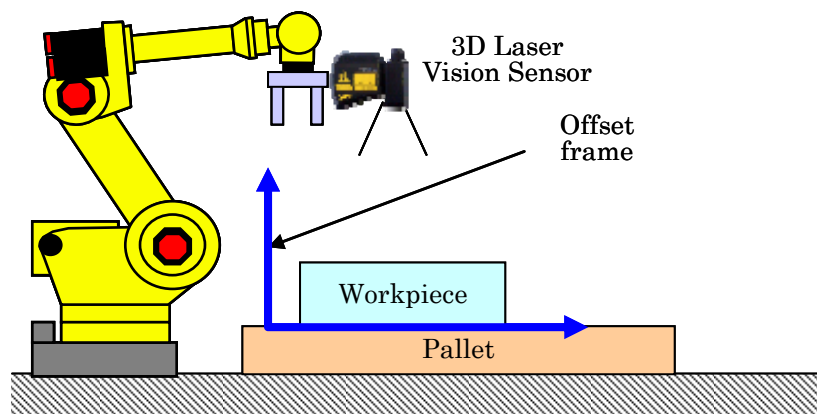 3D Laser
Vision Sensor
Offset
frame
Workpiece
Pallet